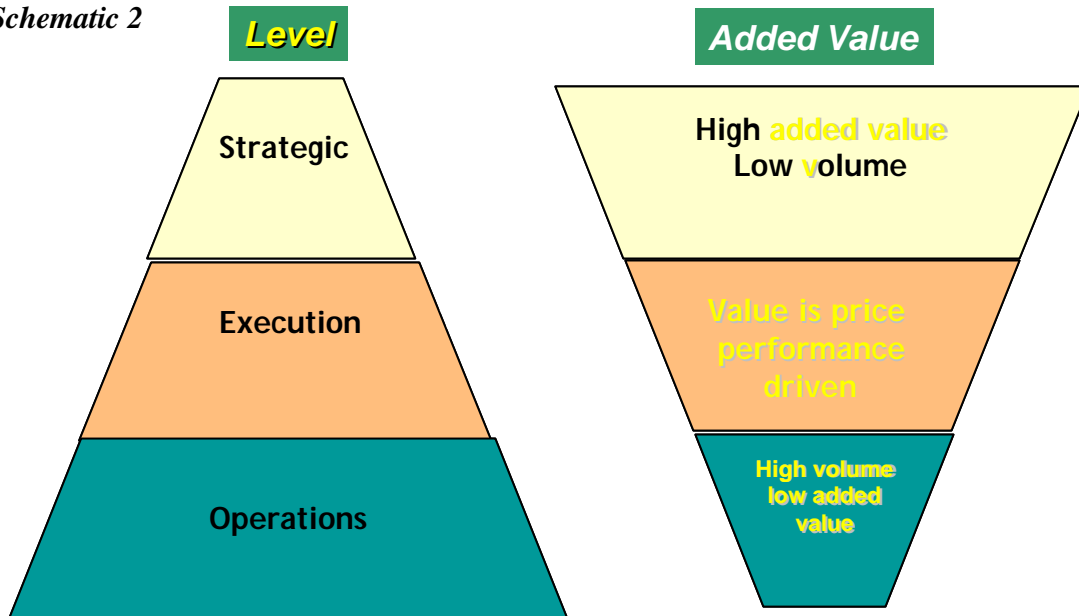 Schematic 2
Level
Added Value
Strategic
High added value
Low volume
Execution
Value is price
performance
driven
Operations
High volume
low added
value